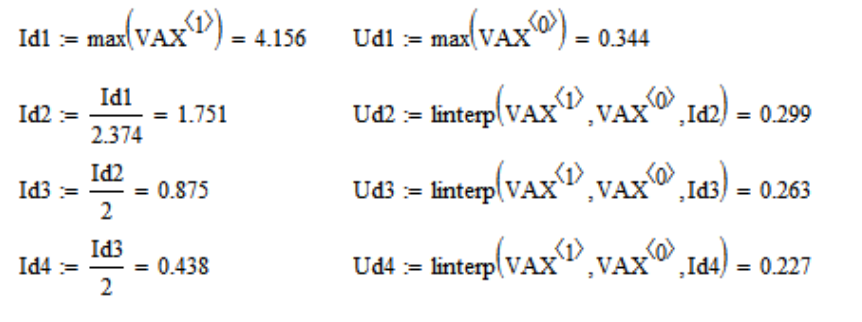 Id1 := max(VAX^⟨1⟩) = 4.156 Ud1 := max(VAX^⟨0⟩) = 0.344
Id2 := Id1/2.374 = 1.751 Ud2 := linterp(VAX^⟨1⟩,VAX^⟨0⟩,Id2) = 0.299
Id3 := Id2/2 = 0.875 Ud3 := linterp(VAX^⟨1⟩,VAX^⟨0⟩,Id3) = 0.263
Id4 := Id3/2 = 0.438 Ud4 := linterp(VAX^⟨1⟩,VAX^⟨0⟩,Id4) = 0.227